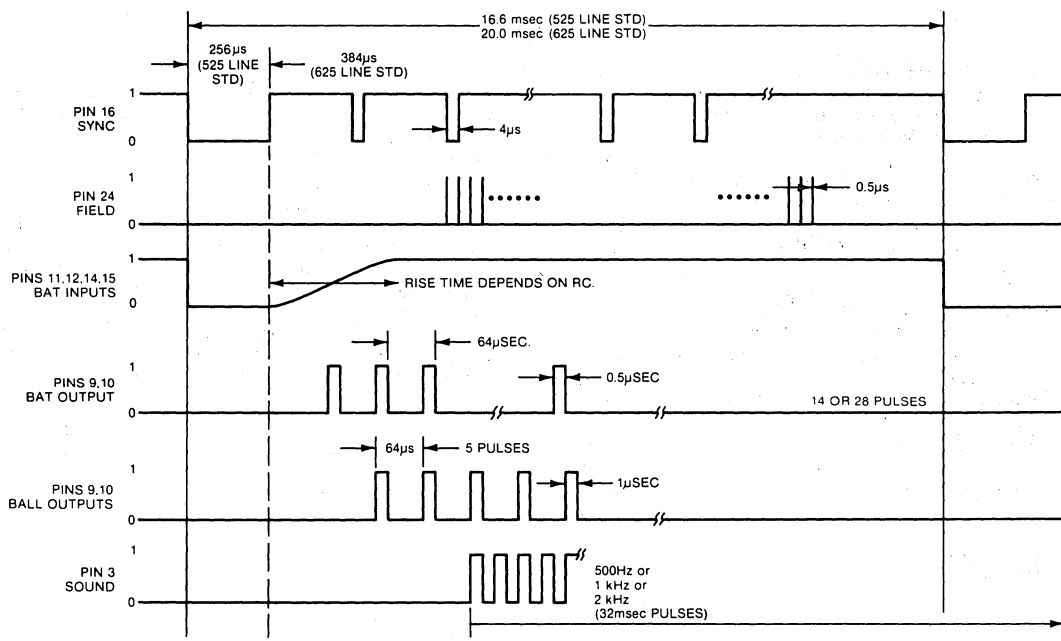 16.6 msec (525 LINE STD)
20.0 msec (625 LINE STD)
256µs
(525 LINE
STD)
384µs
(625 LINE STD)
PIN 16
SYNC
1
0
4µs
PIN 24
FIELD
1
0
0.5µs
PINS 11,12,14,15
BAT INPUTS
1
0
RISE TIME DEPENDS ON RC.
64µSEC.
PINS 9,10
BAT OUTPUT
1
0
0.5µSEC
14 OR 28 PULSES
64µs
5 PULSES
PINS 9,10
BALL OUTPUTS
1
0
1µSEC
PIN 3
SOUND
1
0
500Hz or
1 kHz or
2 kHz
(32msec PULSES)